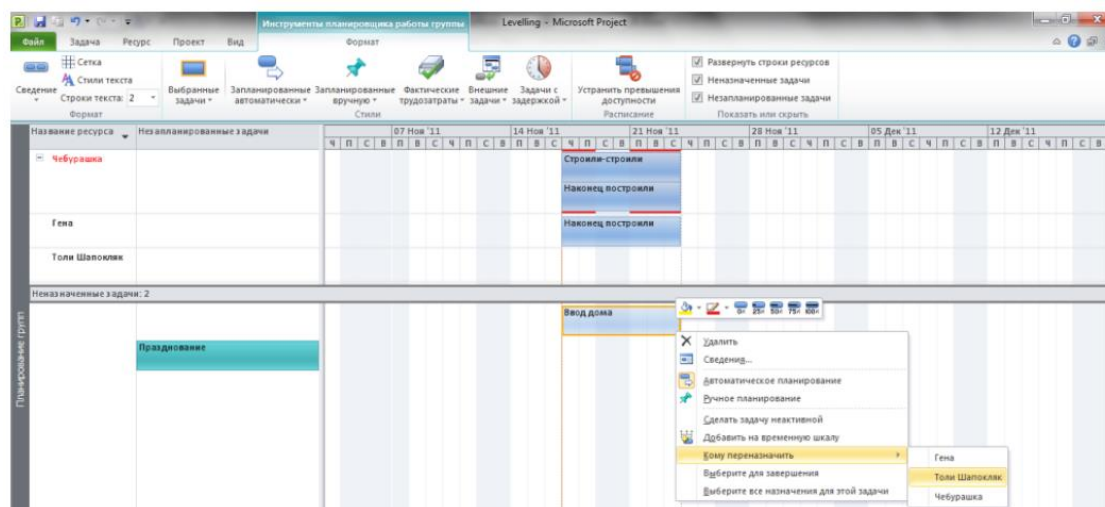 Инструменты планировщика работы группы
Levelling - Microsoft Project
Файл Задача Ресурс Проект Вид Формат
Сведение
Сетка
Стили текста
Строки текста: 2
Формат
Выбранные задачи
Запланированные автоматически
Запланированные вручную
Фактические трудозатраты
Внешние задачи
Задачи с задержкой
Стили
Устранить превышения доступности
Расписание
Развернуть строки ресурсов
Неназначенные задачи
Незапланированные задачи
Показать или скрыть
Название ресурса Незапланированные задачи
07 Ноя '11 14 Ноя '11 21 Ноя '11 28 Ноя '11 05 Дек '11 12 Дек '11
Ч П С В П В С Ч П С В П В С Ч П С В П В С Ч П С В П В С Ч П С В П В С Ч П С В П В С Ч П С В
Чебурашка
Строили-строили
Наконец построили
Гена
Наконец построили
Толи Шапокляк
Неназначенные задачи: 2
Планирование групп
Ввод дома
Празднование
0% 25% 50% 75% 100%
Удалить
Сведения...
Автоматическое планирование
Ручное планирование
Сделать задачу неактивной
Добавить на временную шкалу
Кому переназначить
Выберите для завершения
Выберите все назначения для этой задачи
Гена
Толи Шапокляк
Чебурашка